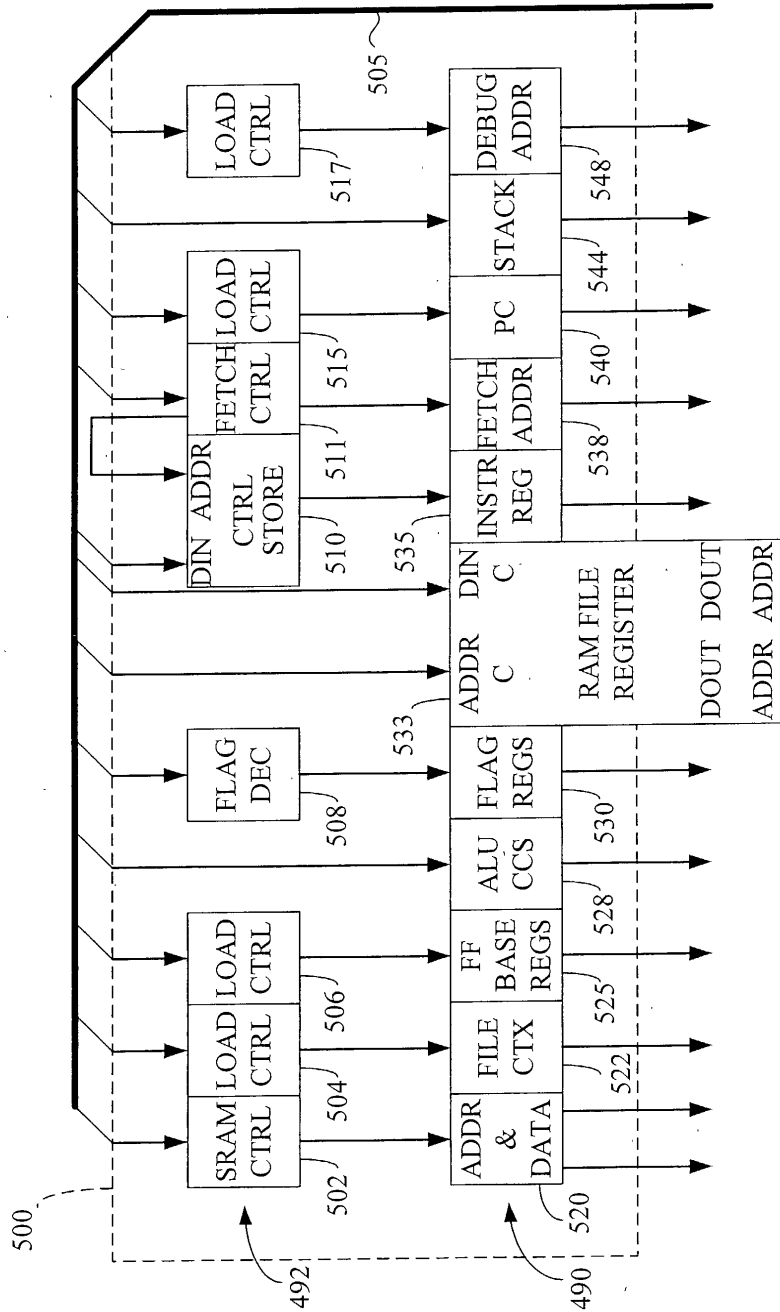 500
505
492
SRAM
CTRL
502
LOAD
CTRL
504
LOAD
CTRL
506
FLAG
DEC
508
DIN ADDR
CTRL
STORE
510
FETCH
CTRL
511
LOAD
CTRL
515
LOAD
CTRL
517
490
ADDR
&
DATA
520
FILE
CTX
522
FF
BASE
REGS
525
ALU
CCS
528
FLAG
REGS
530
533
ADDR DIN
C C
RAM FILE
REGISTER
DOUT DOUT
ADDR ADDR
535
INSTR
REG
FETCH
ADDR
538
PC
540
STACK
544
DEBUG
ADDR
548